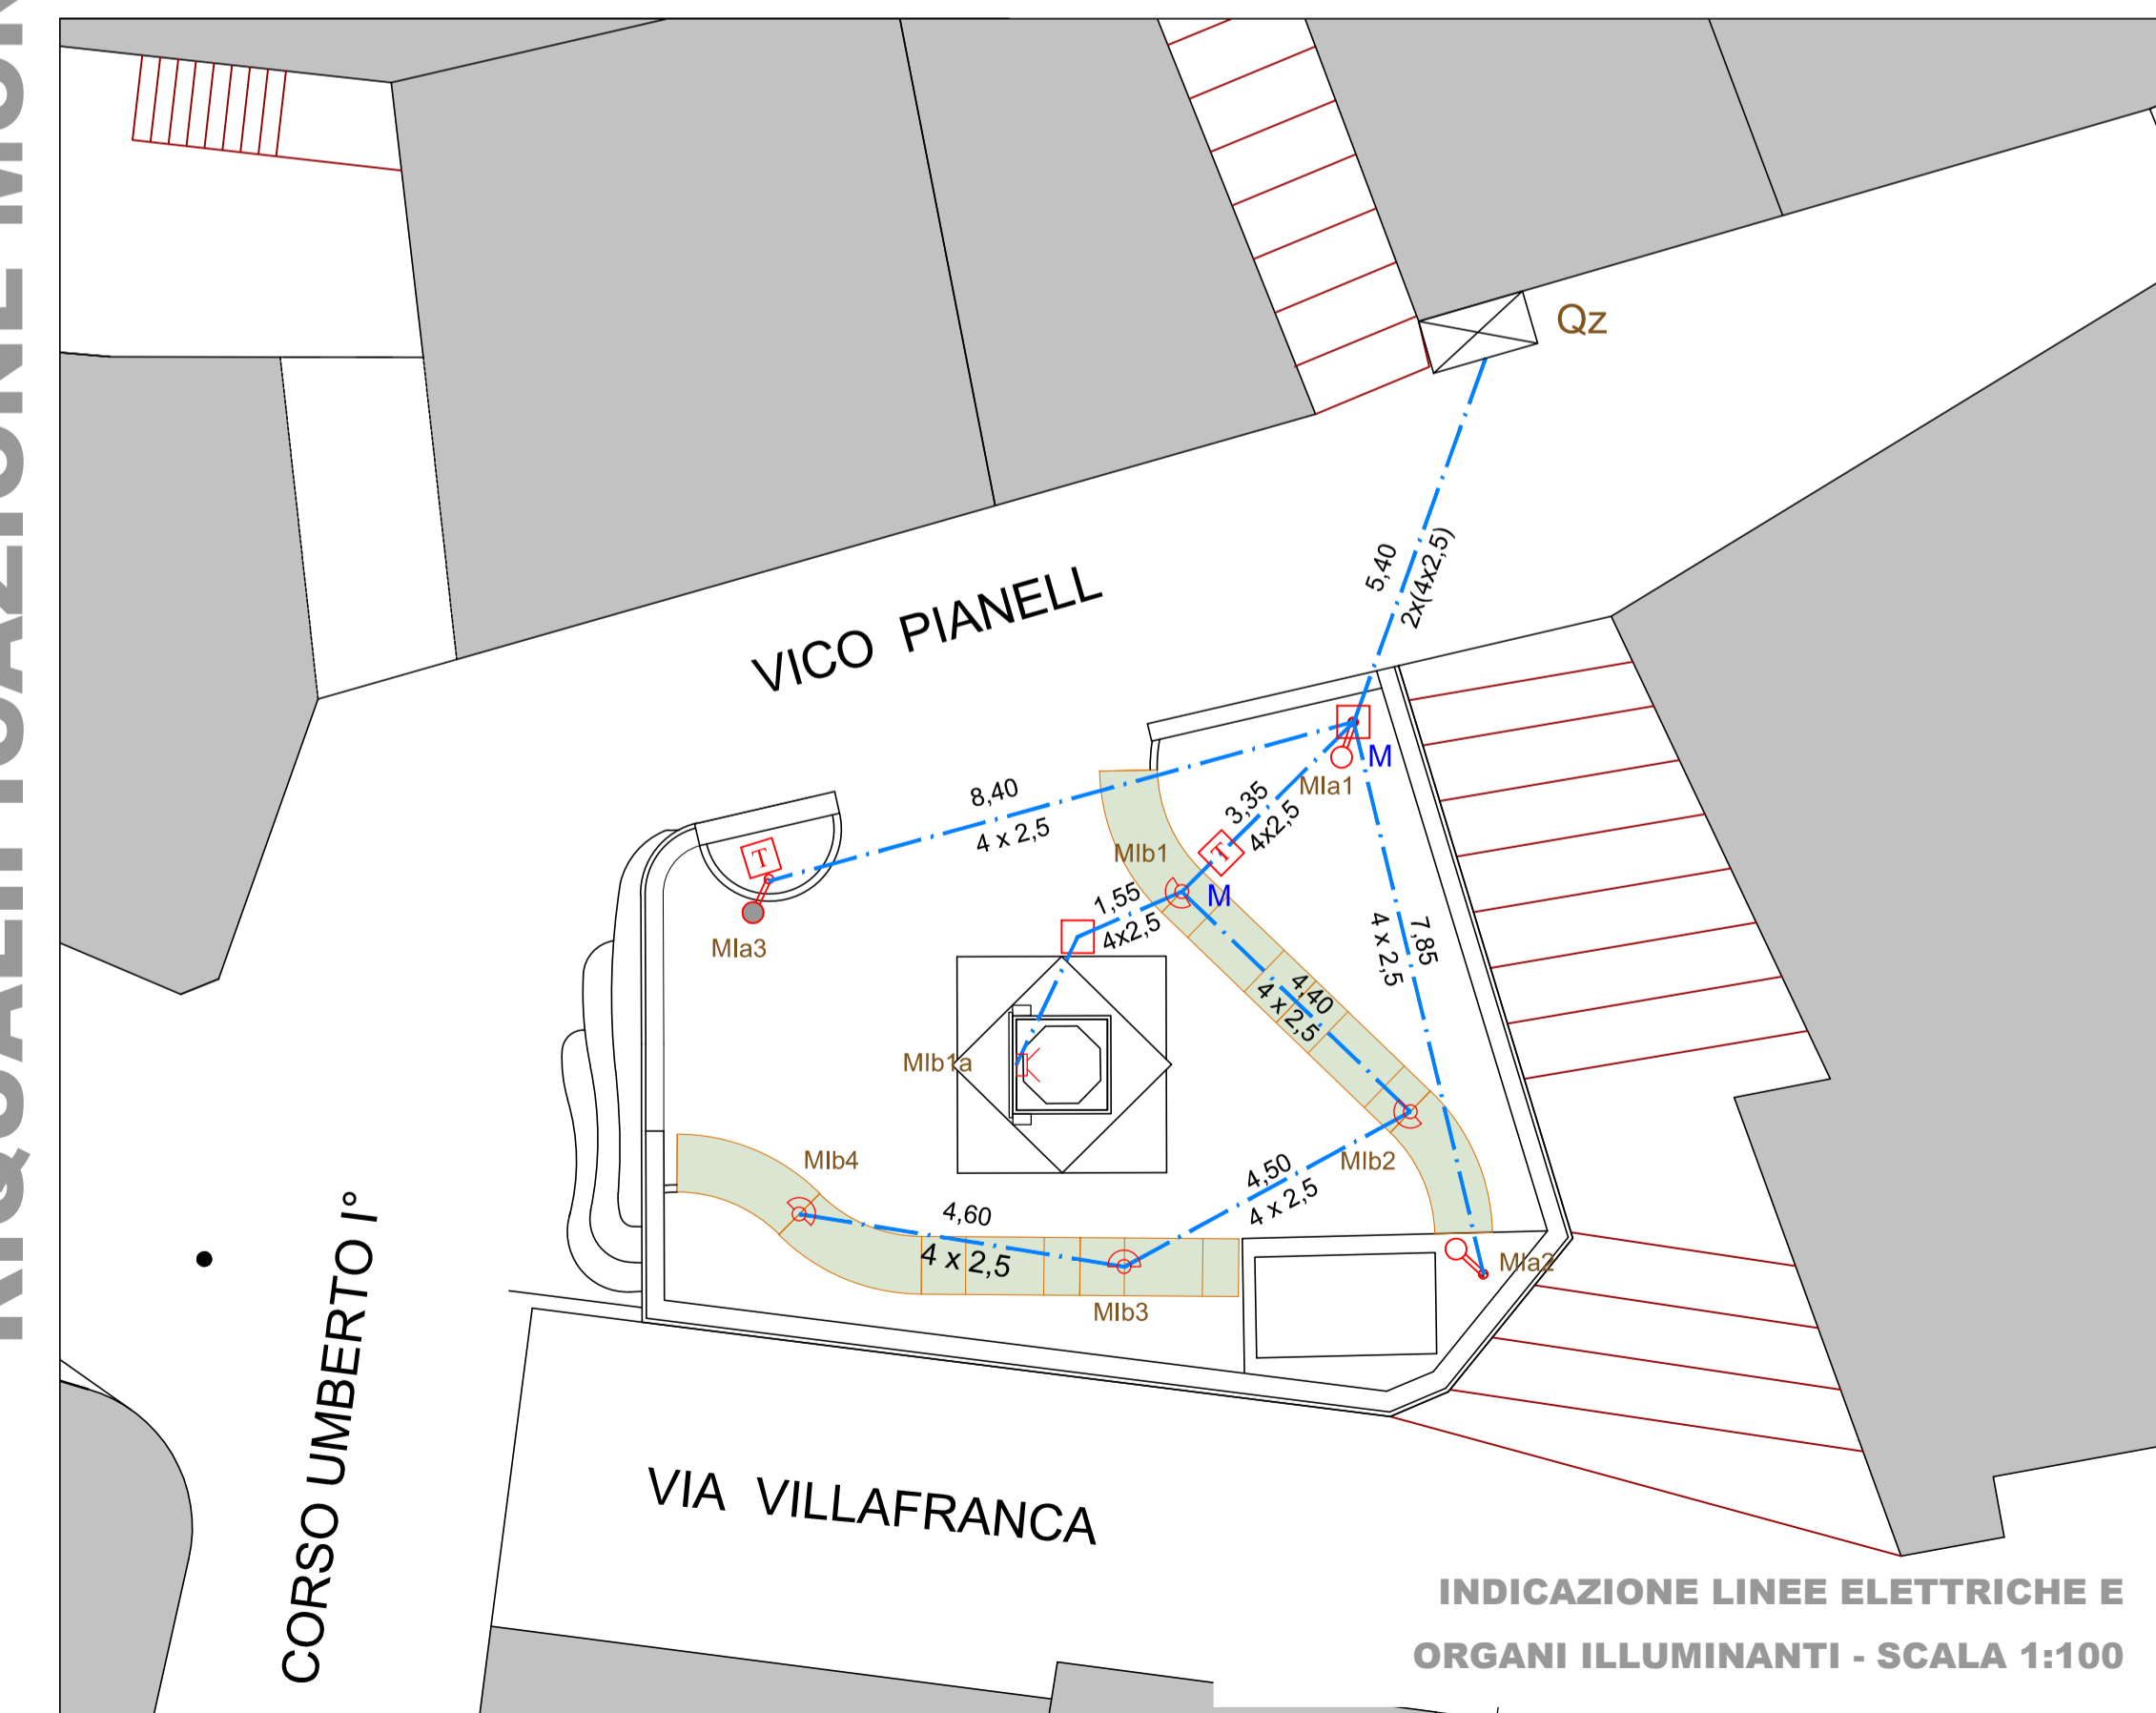 Qz
5,40
2x(4x2,5)
VICO PIANELL
M
MIa1
8,40
4 x 2,5
3,35
4x2,5
T
T
MIb1
M
1,55
4x2,5
MIa3
7,85
4 x 2,5
4,40
4 x 2,5
MIb1a
MIb4
MIb2
4,50
4 x 2,5
4,60
4 x 2,5
MIa2
MIb3
CORSO UMBERTO I°
VIA VILLAFRANCA
INDICAZIONE LINEE ELETTRICHE E
ORGANI ILLUMINANTI - SCALA 1:100